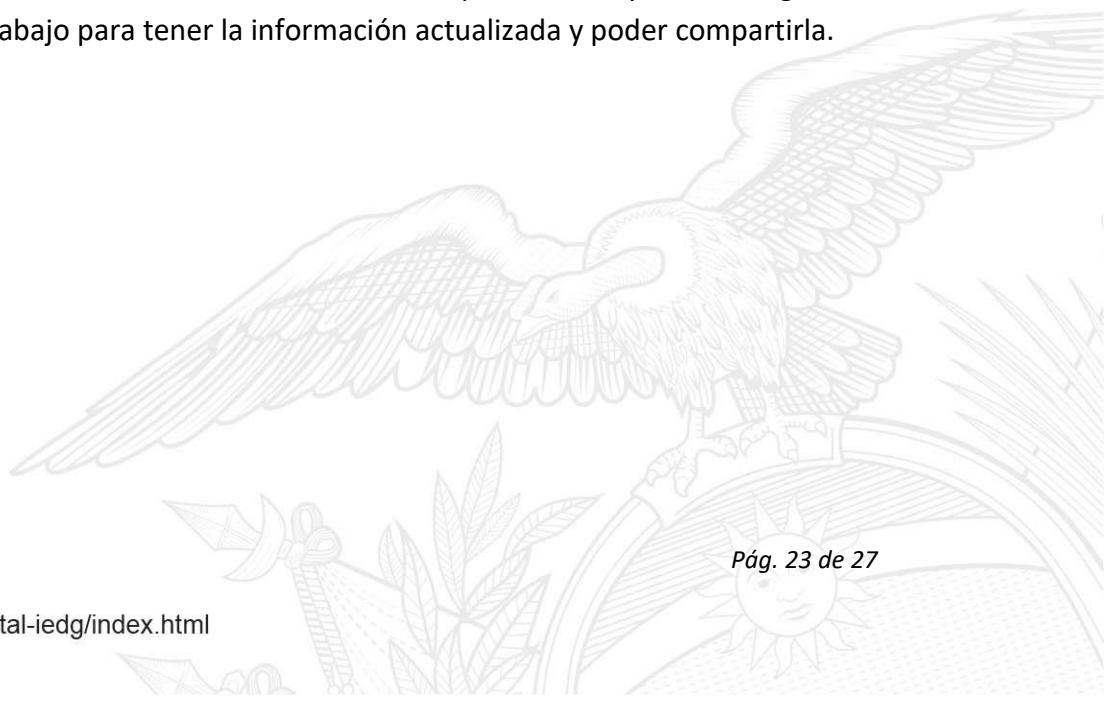 abajo para tener la información actualizada y poder compartirla.
Pág. 23 de 27
tal-iedg/index.html